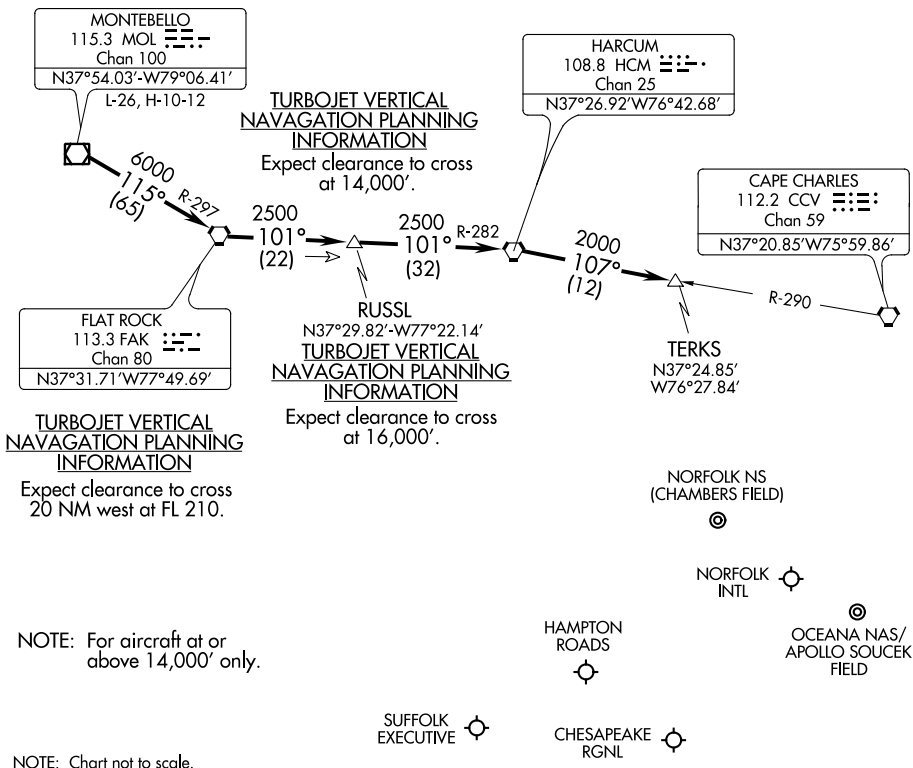 MONTEBELLO
115.3 MOL
Chan 100
N37°54.03'-W79°06.41'
L-26, H-10-12
TURBOJET VERTICAL
NAVAGATION PLANNING
INFORMATION
Expect clearance to cross
at 14,000'.
HARCUM
108.8 HCM
Chan 25
N37°26.92'W76°42.68'
CAPE CHARLES
112.2 CCV
Chan 59
N37°20.85'W75°59.86'
6000
115°
(65)
R-297
2500
101°
(22)
2500
101°
(32)
R-282
2000
107°
(12)
R-290
FLAT ROCK
113.3 FAK
Chan 80
N37°31.71'W77°49.69'
RUSSL
N37°29.82'-W77°22.14'
TURBOJET VERTICAL
NAVAGATION PLANNING
INFORMATION
Expect clearance to cross
at 16,000'.
TERKS
N37°24.85'
W76°27.84'
TURBOJET VERTICAL
NAVAGATION PLANNING
INFORMATION
Expect clearance to cross
20 NM west at FL 210.
NORFOLK NS
(CHAMBERS FIELD)
NORFOLK
INTL
OCEANA NAS/
APOLLO SOUCEK
FIELD
HAMPTON
ROADS
NOTE: For aircraft at or
above 14,000' only.
SUFFOLK
EXECUTIVE
CHESAPEAKE
RGNL
NOTE: Chart not to scale.